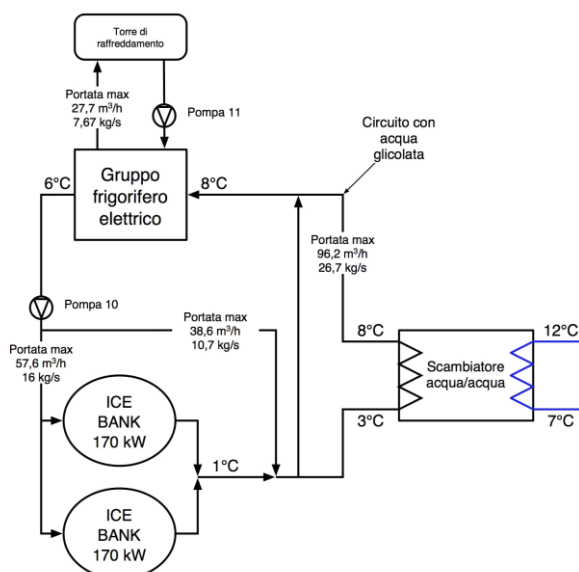 Torre di
raffreddamento
Portata max
27,7 m³/h
7,67 kg/s
Pompa 11
Circuito con
acqua
glicolata
6°C
Gruppo
frigorifero
elettrico
8°C
Portata max
96,2 m³/h
26,7 kg/s
Pompa 10
Portata max
38,6 m³/h
10,7 kg/s
Portata max
57,6 m³/h
16 kg/s
8°C
12°C
Scambiatore
acqua/acqua
3°C
7°C
ICE
BANK
170 kW
1°C
ICE
BANK
170 kW